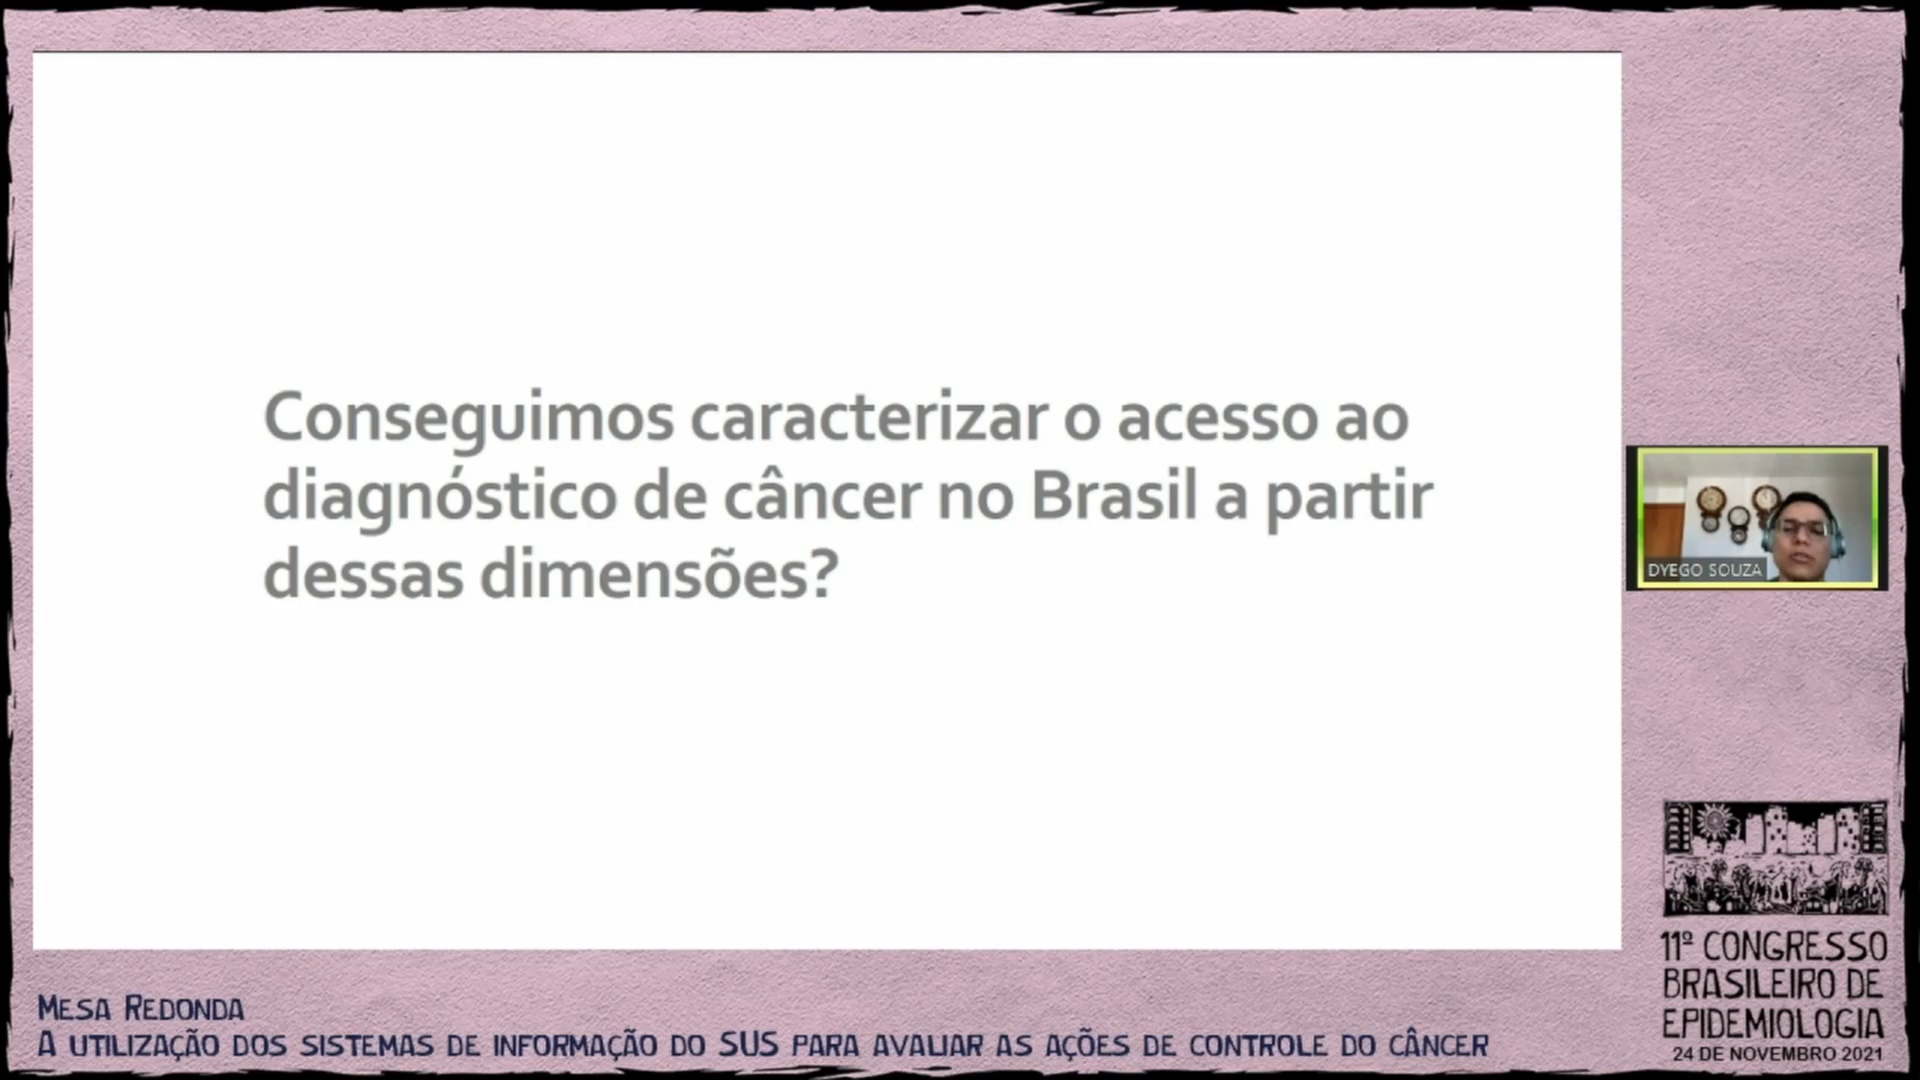 Conseguimos caracterizar o acesso ao
diagnóstico de câncer no Brasil a partir
dessas dimensões?
DYEGO SOUZA
11º CONGRESSO
BRASILEIRO DE
EPIDEMIOLOGIA
24 DE NOVEMBRO 2021
MESA REDONDA
A UTILIZAÇÃO DOS SISTEMAS DE INFORMAÇÃO DO SUS PARA AVALIAR AS AÇÕES DE CONTROLE DO CÂNCER